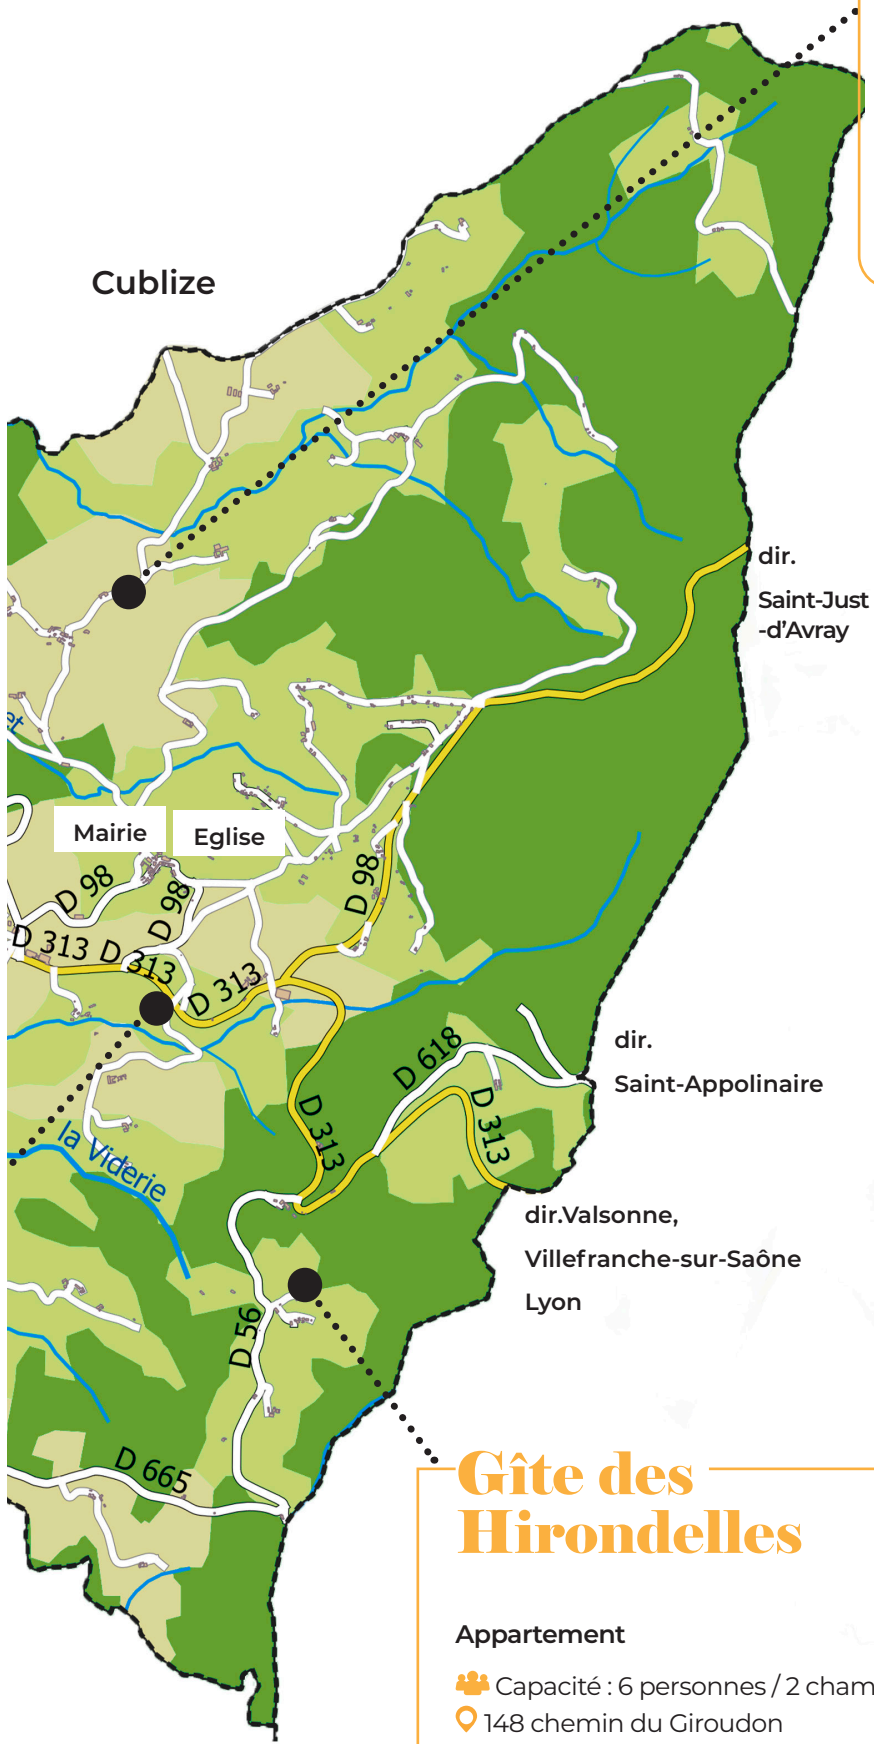 Cublize
dir.
Saint-Just
-d’Avray
et
Mairie
Eglise
D 98
D 98
D 98
D 313
D 313
D 313
dir.
Saint-Appolinaire
D 618
D 313
D 313
la Viderie
dir.Valsonne,
Villefranche-sur-Saône
Lyon
D 56
D 665
Gîte des
Hirondelles
Appartement
Capacité : 6 personnes / 2 cham
148 chemin du Giroudon